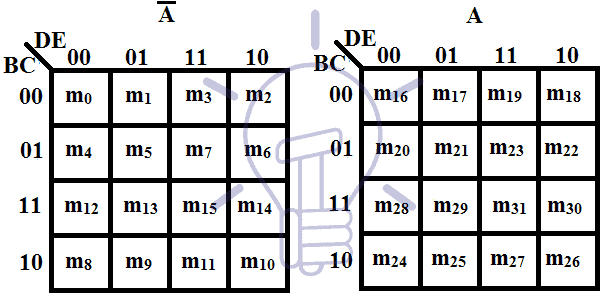 A̅ A
DE DE
00 01 11 10 00 01 11 10
BC BC
00 m₀ m₁ m₃ m₂ 00 m₁₆ m₁₇ m₁₉ m₁₈
01 m₄ m₅ m₇ m₆ 01 m₂₀ m₂₁ m₂₃ m₂₂
11 m₁₂ m₁₃ m₁₅ m₁₄ 11 m₂₈ m₂₉ m₃₁ m₃₀
10 m₈ m₉ m₁₁ m₁₀ 10 m₂₄ m₂₅ m₂₇ m₂₆